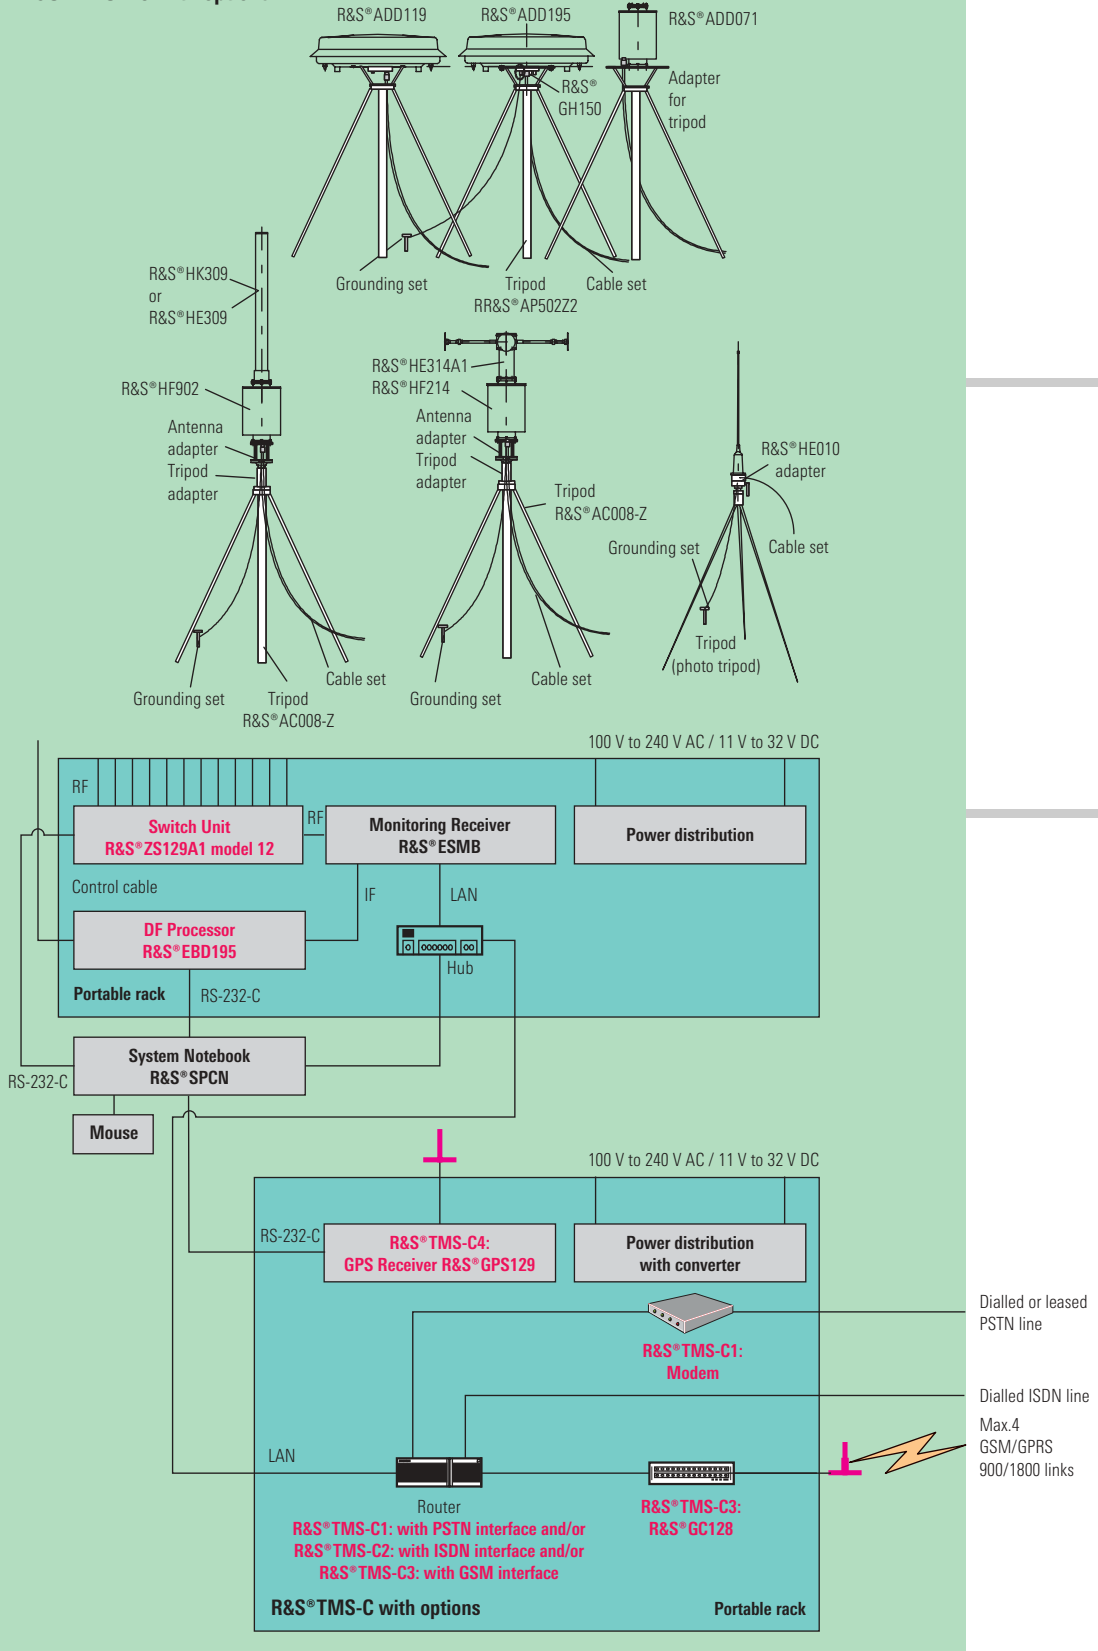 R&S®ADD119
R&S®ADD195
R&S®ADD071
R&S®
GH150
Adapter
for
tripod
Grounding set
Tripod
RR&S®AP502Z2
Cable set
R&S®HK309
or
R&S®HE309
R&S®HF902
Antenna
adapter
Tripod
adapter
R&S®HE314A1
R&S®HF214
Antenna
adapter
Tripod
adapter
Tripod
R&S®AC008-Z
R&S®HE010
adapter
Grounding set
Cable set
Tripod
(photo tripod)
Grounding set
Tripod
R&S®AC008-Z
Cable set
Grounding set
Cable set
100 V to 240 V AC / 11 V to 32 V DC
RF
Switch Unit
R&S®ZS129A1 model 12
RF
Monitoring Receiver
R&S®ESMB
Power distribution
Control cable
IF
LAN
DF Processor
R&S®EBD195
Hub
Portable rack
RS-232-C
System Notebook
R&S®SPCN
RS-232-C
Mouse
100 V to 240 V AC / 11 V to 32 V DC
RS-232-C
R&S®TMS-C4:
GPS Receiver R&S®GPS129
Power distribution
with converter
Dialled or leased
PSTN line
R&S®TMS-C1:
Modem
Dialled ISDN line
Max.4
GSM/GPRS
900/1800 links
LAN
Router
R&S®TMS-C1: with PSTN interface and/or
R&S®TMS-C2: with ISDN interface and/or
R&S®TMS-C3: with GSM interface
R&S®TMS-C3:
R&S®GC128
R&S®TMS-C with options
Portable rack